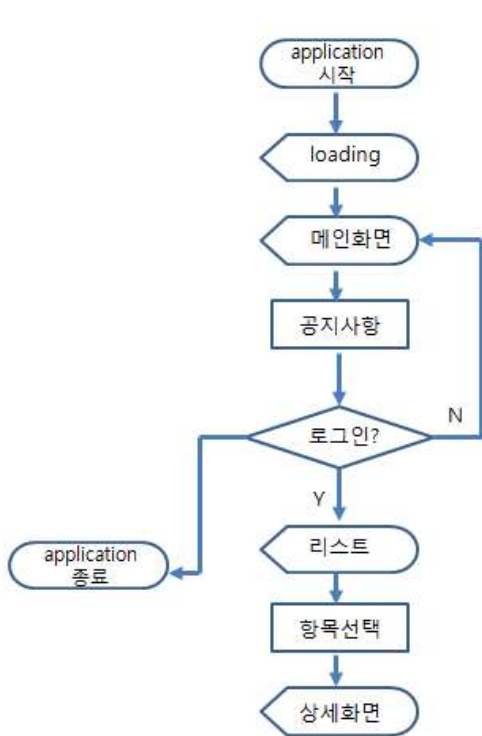 application
시작
loading
메인화면
공지사항
로그인?
N
Y
리스트
application
종료
항목선택
상세화면